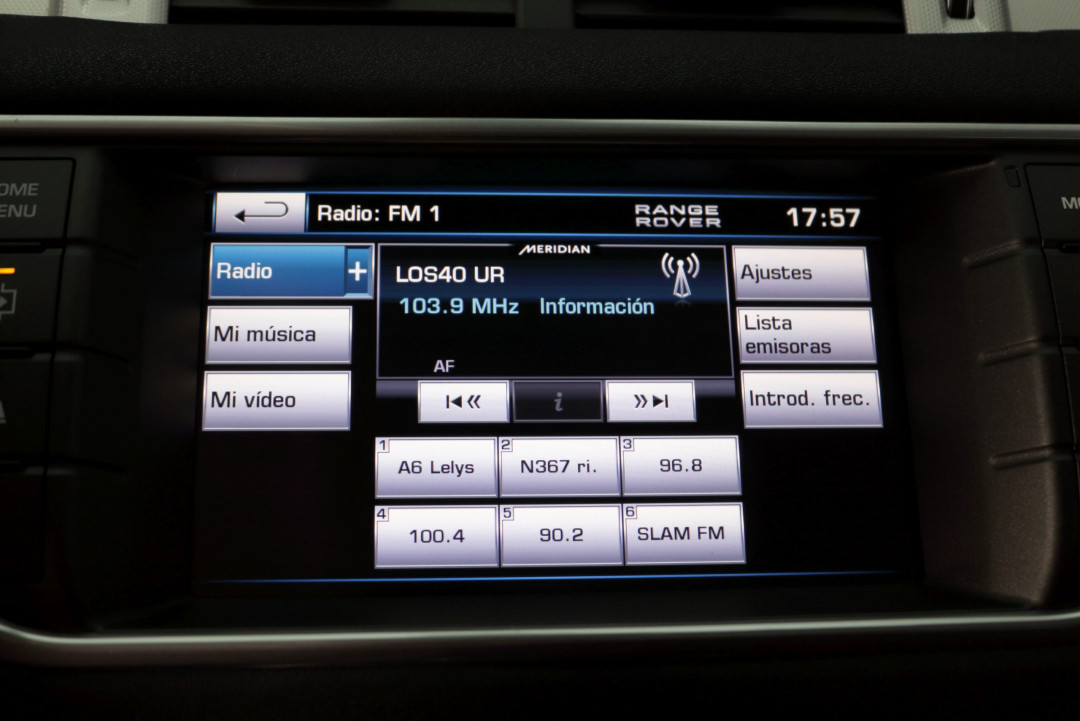 Radio: FM 1
RANGE
ROVER
17:57
Radio
+
MERIDIAN
LOS40 UR
103.9 MHz Información
AF
Ajustes
Mi música
Lista
emisoras
Mi vídeo
i
Introd. frec.
1
A6 Lelys
2
N367 ri.
3
96.8
4
100.4
5
90.2
6
SLAM FM